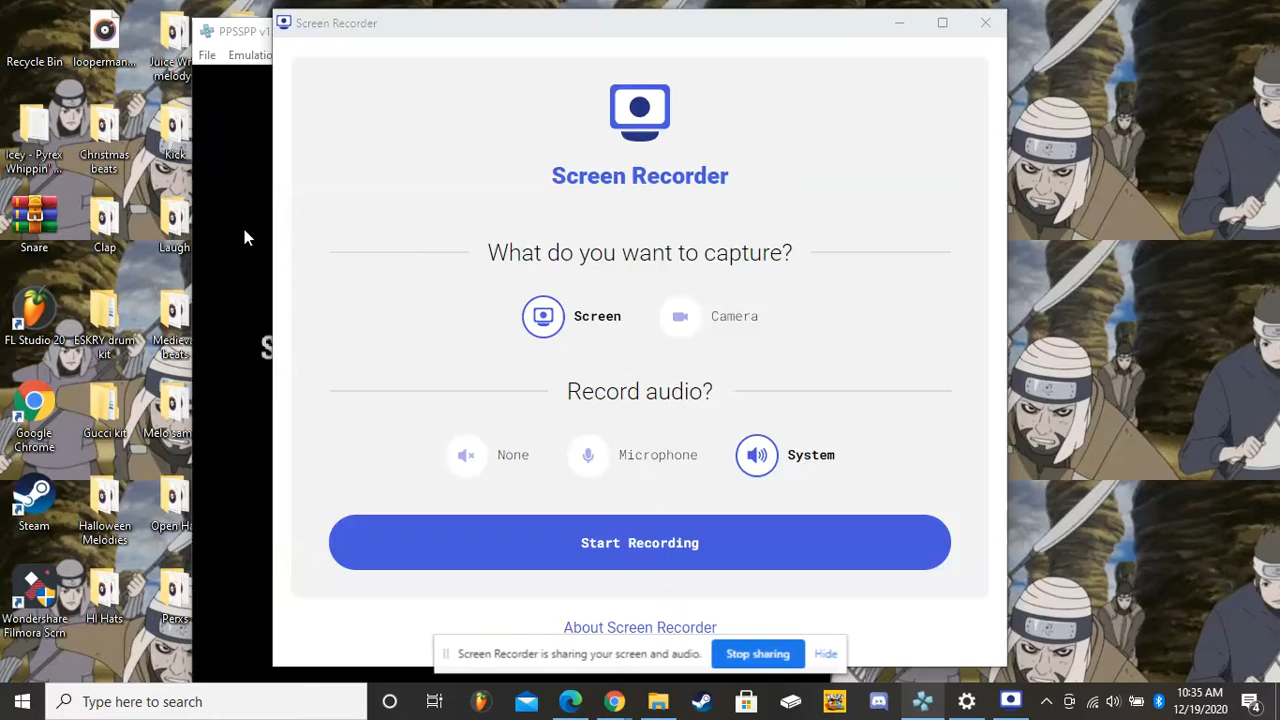 Screen Recorder
PPSSPP v1.
File Emulatio
Screen Recorder
What do you want to capture?
Screen
Camera
Record audio?
None
Microphone
System
Start Recording
About Screen Recorder
Screen Recorder is sharing your screen and audio.
Stop sharing
Hide
Recycle Bin
looperman...
Juice Wr
melody
Icey - Pyrex
Whippin' ...
Christmas
beats
Kick
Snare
Clap
Laugh
FL Studio 20
ESKRY drum
kit
Mediev
beats
Google
Chrome
Gucci kit
Melo sam
Steam
Halloween
Melodies
Open Ha
Wondershare
Filmora Scrn
HI Hats
Perxs
S
Type here to search
10:35 AM
12/19/2020
4